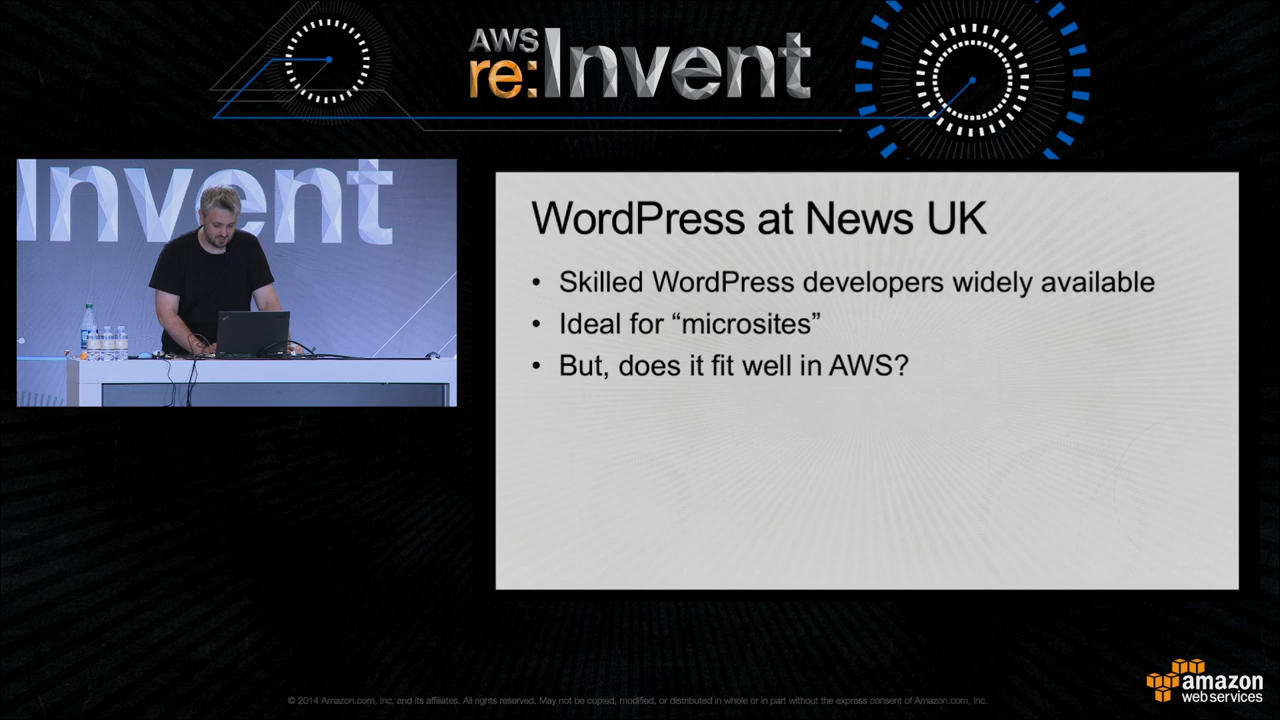 AWS
re:Invent
Invent
WordPress at News UK
• Skilled WordPress developers widely available
• Ideal for “microsites”
• But, does it fit well in AWS?
© 2014 Amazon.com, Inc. and its affiliates. All rights reserved. May not be copied, modified, or distributed in whole or in part without the express consent of Amazon.com, Inc.
amazon
web services